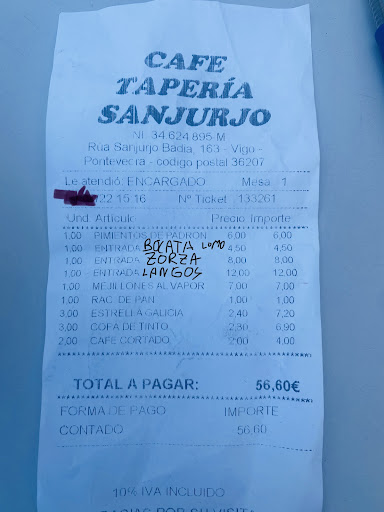 CAFE
TAPERÍA
SANJURJO
NI. 34 624 895 M
Rúa Sanjurjo Badia, 163 - Vigo -
Pontevedra - codigo postal 36207
Le atendió: ENCARGADO Mesa 1
22 15:16 Nº Ticket 133261
Und Articulo Precio Importe
1,00 PIMIENTOS DE PADRON 6,00 6,00
1,00 ENTRADA BOCATA LOMO 4,50 4,50
1,00 ENTRADA ZORZA 8,00 8,00
1,00 ENTRADA LANGOS 12,00 12,00
1,00 MEJILLONES AL VAPOR 7,00 7,00
1,00 RAC. DE PAN 1,00 1,00
3,00 ESTRELLA GALICIA 2,40 7,20
3,00 COPA DE TINTO 2,30 6,90
2,00 CAFE CORTADO 2,00 4,00
TOTAL A PAGAR: 56,60€
FORMA DE PAGO IMPORTE
CONTADO 56,60
10% IVA INCLUIDO
GRACIAS POR SU VISITA